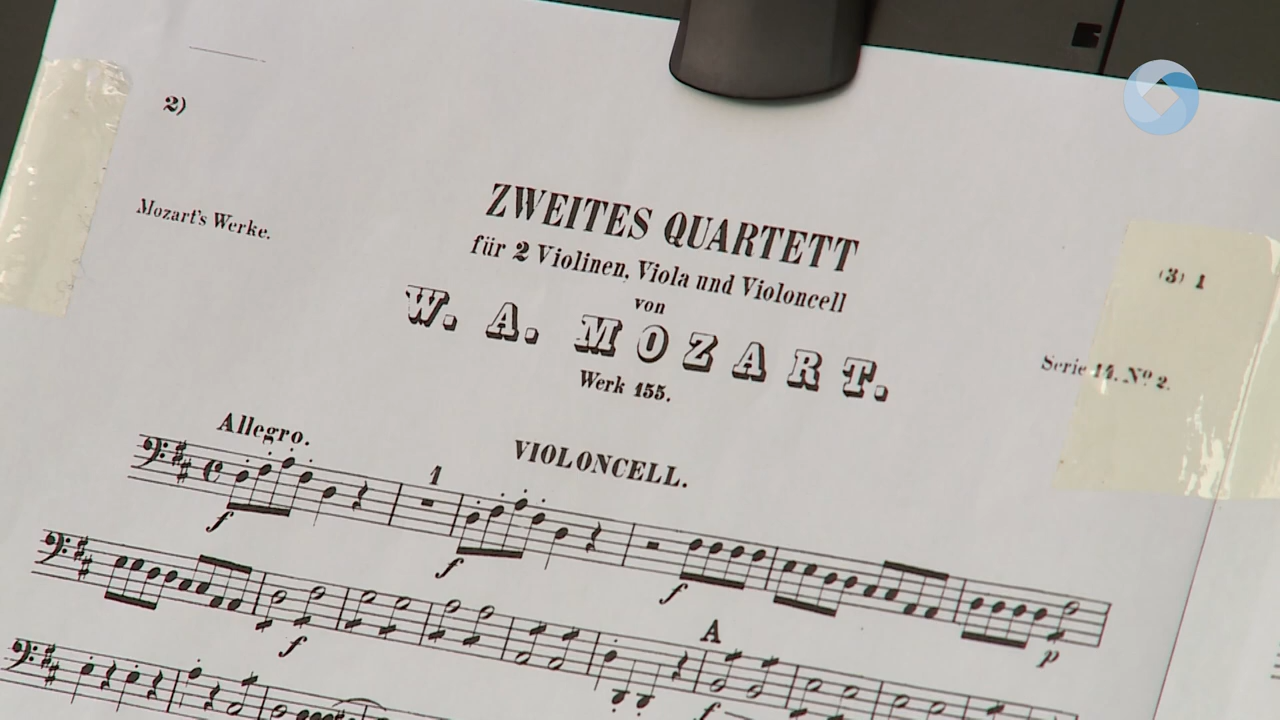 2)
Mozart's Werke.
ZWEITES QUARTETT
für 2 Violinen, Viola und Violoncell
von
W. A. MOZART.
Werk 155.
(3) 1
Serie 14. Nº 2.
VIOLONCELL.
Allegro.
1
f
f
f
p
f
A
f